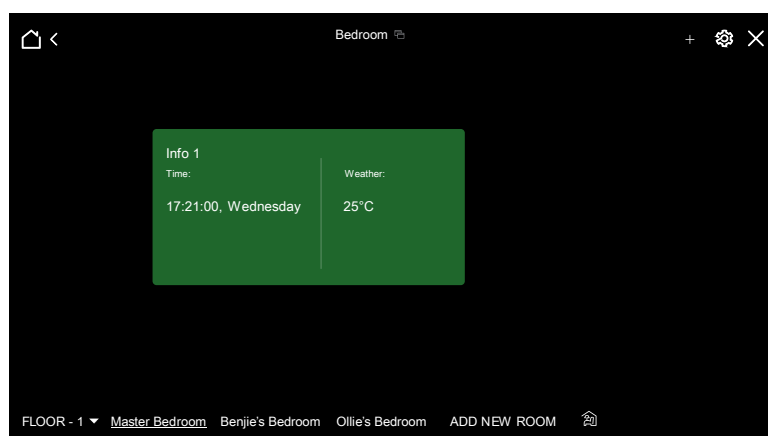 Bedroom
Info 1
Time:
Weather:
17:21:00, Wednesday
25°C
FLOOR - 1 Master Bedroom Benjie's Bedroom Ollie's Bedroom ADD NEW ROOM